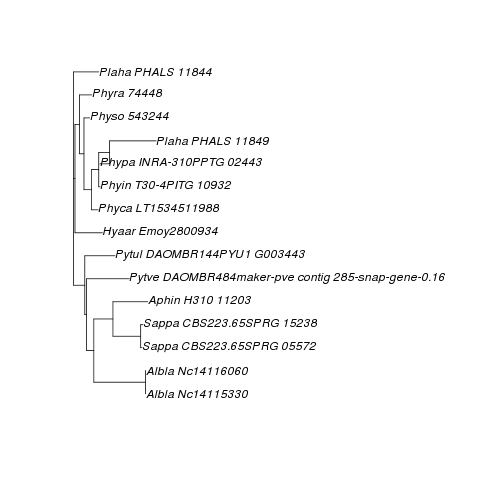 Plaha PHALS 11844
Phyra 74448
Physo 543244
Plaha PHALS 11849
Phypa INRA-310PPTG 02443
Phyin T30-4PITG 10932
Phyca LT1534511988
Hyaar Emoy2800934
Pytul DAOMBR144PYU1 G003443
Pytve DAOMBR484maker-pve contig 285-snap-gene-0.16
Aphin H310 11203
Sappa CBS223.65SPRG 15238
Sappa CBS223.65SPRG 05572
Albla Nc14116060
Albla Nc14115330